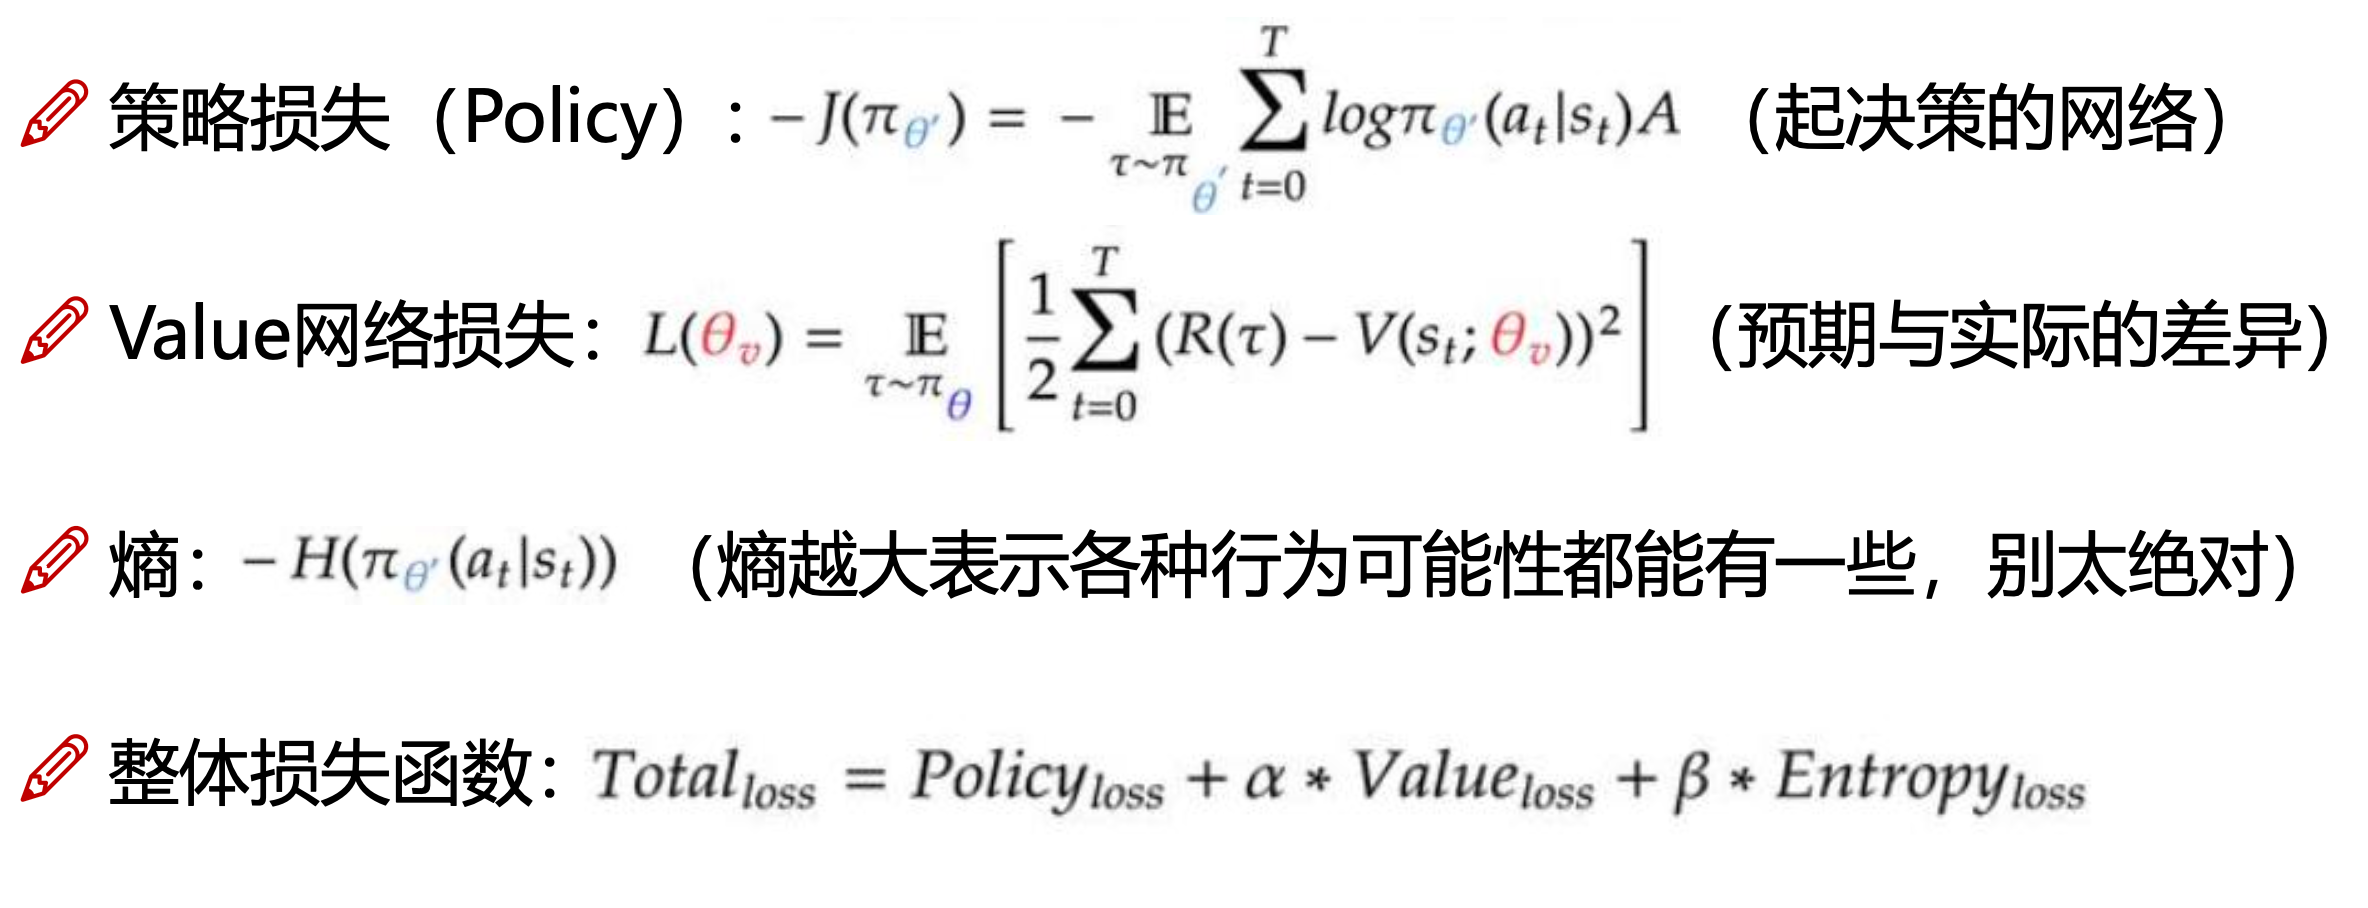 策略损失（Policy）: $-J(\pi_{\theta'}) = -\mathop{\mathbb{E}}\limits_{\tau\sim\pi_{\theta'}} \sum_{t=0}^{T} log\pi_{\theta'}(a_t|s_t)A$ （起决策的网络）
Value网络损失： $L(\theta_v) = \mathop{\mathbb{E}}\limits_{\tau\sim\pi_\theta} \left[ \frac{1}{2} \sum_{t=0}^{T} (R(\tau) - V(s_t; \theta_v))^2 \right]$ （预期与实际的差异）
熵： $-H(\pi_{\theta'}(a_t|s_t))$ （熵越大表示各种行为可能性都能有一些，别太绝对）
整体损失函数： $Total_{loss} = Policy_{loss} + \alpha * Value_{loss} + \beta * Entropy_{loss}$